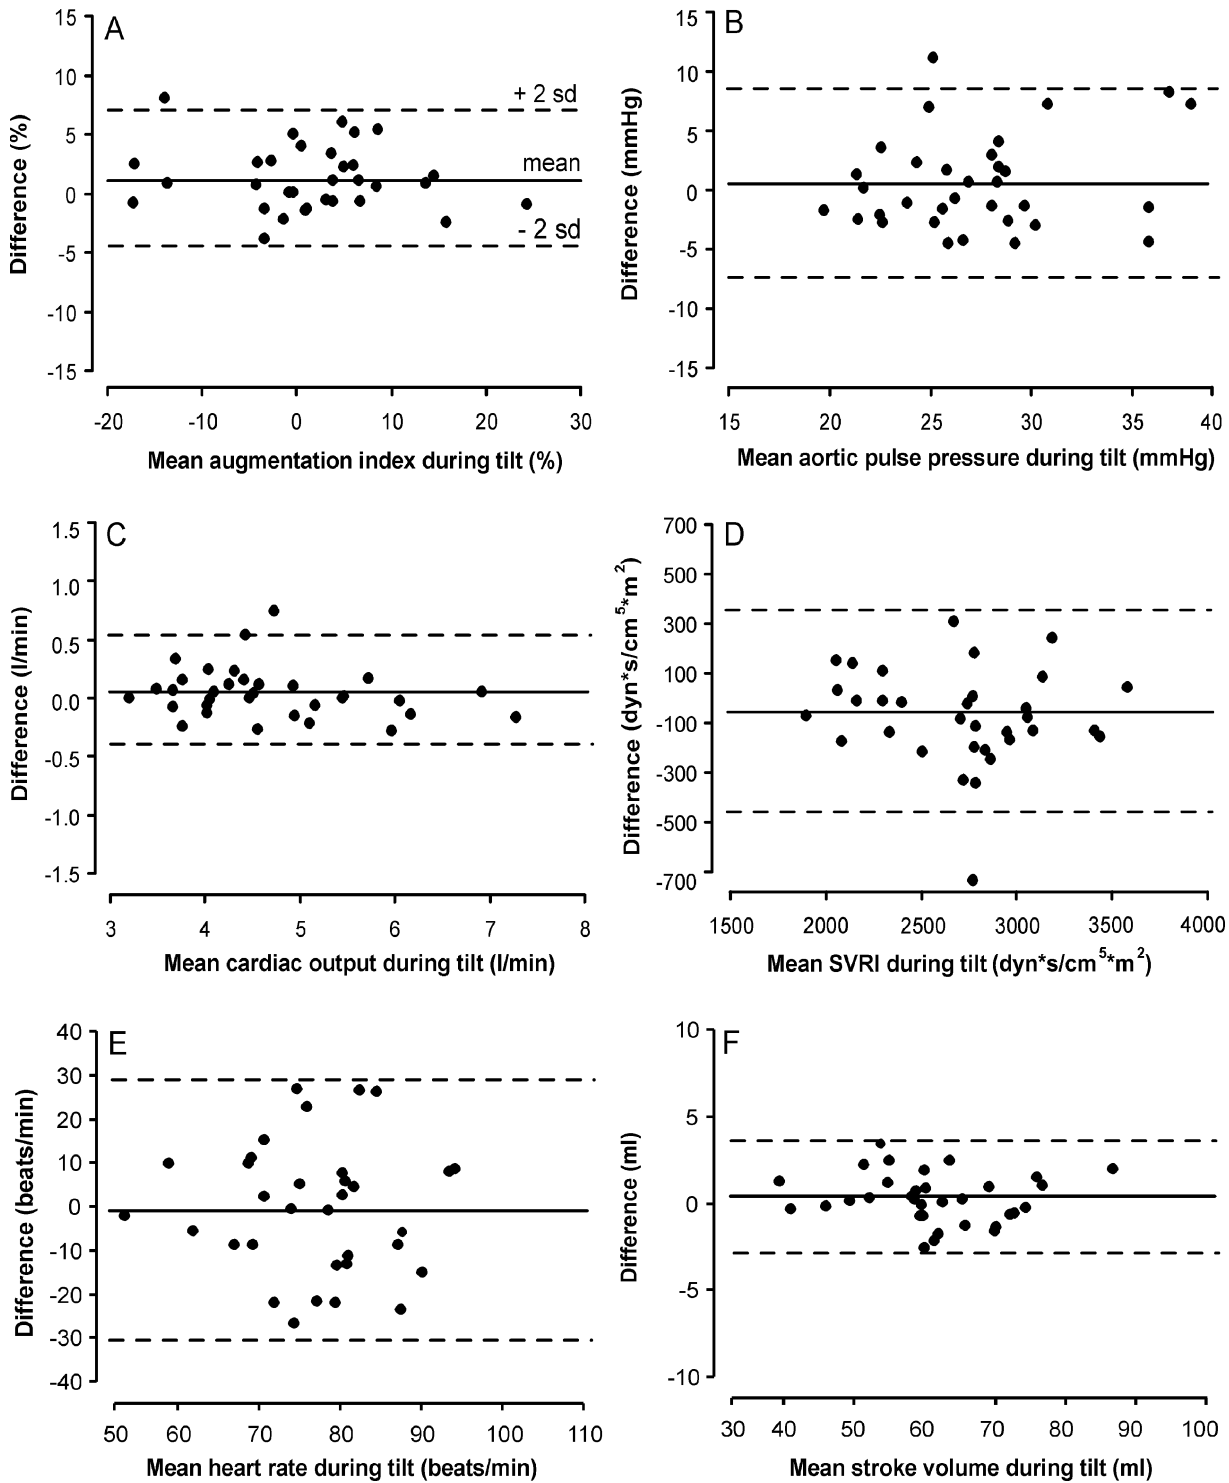 A
15
10
5
0
-5
-10
-15
Difference (%)
+ 2 sd
mean
- 2 sd
-20 -10 0 10 20 30
Mean augmentation index during tilt (%)
B
15
10
5
0
-5
-10
-15
Difference (mmHg)
15 20 25 30 35 40
Mean aortic pulse pressure during tilt (mmHg)
C
1.5
1.0
0.5
0.0
-0.5
-1.0
-1.5
Difference (l/min)
3 4 5 6 7 8
Mean cardiac output during tilt (l/min)
D
700
500
300
100
-100
-300
-500
-700
Difference (dyn*s/cm⁵*m²)
1500 2000 2500 3000 3500 4000
Mean SVRI during tilt (dyn*s/cm⁵*m²)
E
40
30
20
10
0
-10
-20
-30
-40
Difference (beats/min)
50 60 70 80 90 100 110
Mean heart rate during tilt (beats/min)
F
10
5
0
-5
-10
Difference (ml)
30 40 50 60 70 80 90 100
Mean stroke volume during tilt (ml)